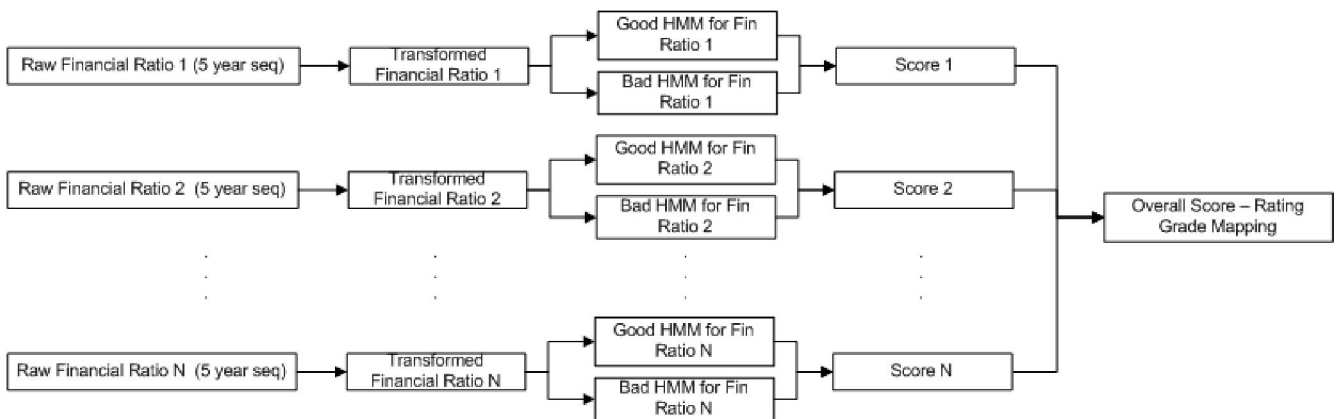 Raw Financial Ratio 1 (5 year seq)
Transformed
Financial Ratio 1
Good HMM for Fin
Ratio 1
Bad HMM for Fin
Ratio 1
Score 1
Raw Financial Ratio 2 (5 year seq)
Transformed
Financial Ratio 2
Good HMM for Fin
Ratio 2
Bad HMM for Fin
Ratio 2
Score 2
Overall Score – Rating
Grade Mapping
Raw Financial Ratio N (5 year seq)
Transformed
Financial Ratio N
Good HMM for Fin
Ratio N
Bad HMM for Fin
Ratio N
Score N